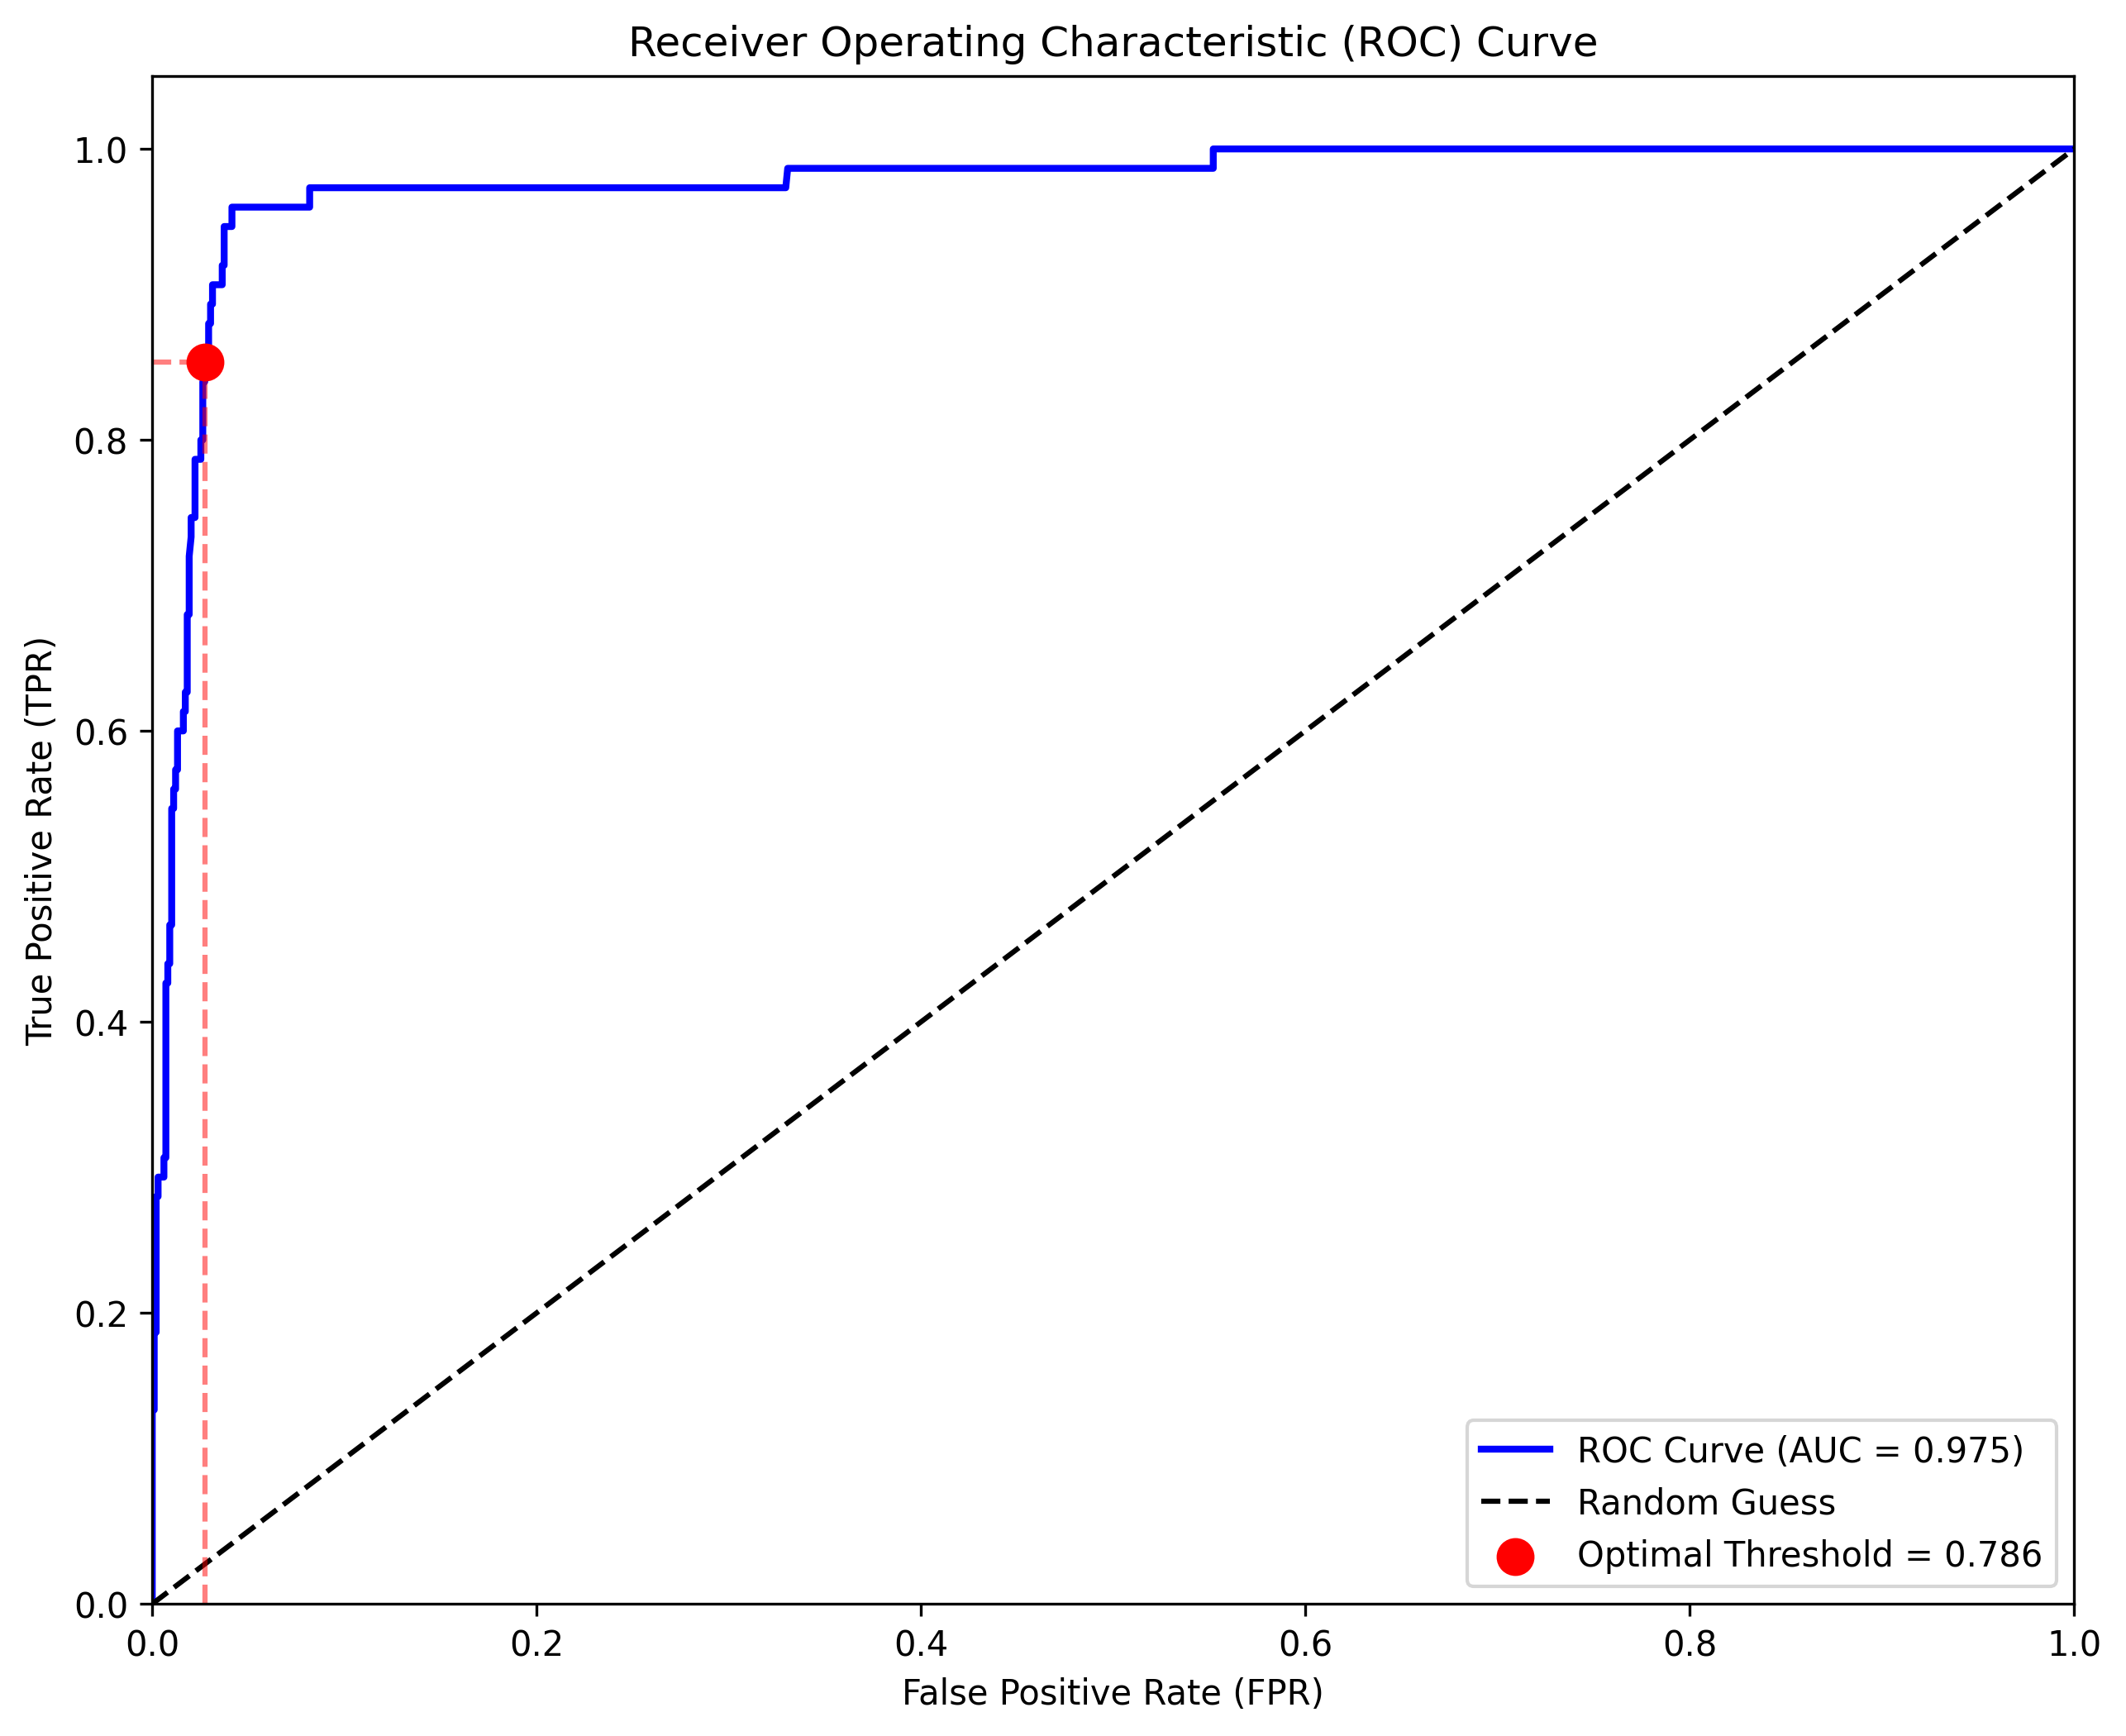 Receiver Operating Characteristic (ROC) Curve
1.0
0.8
0.6
0.4
0.2
0.0
True Positive Rate (TPR)
0.0 0.2 0.4 0.6 0.8 1.0
False Positive Rate (FPR)
ROC Curve (AUC = 0.975)
Random Guess
Optimal Threshold = 0.786